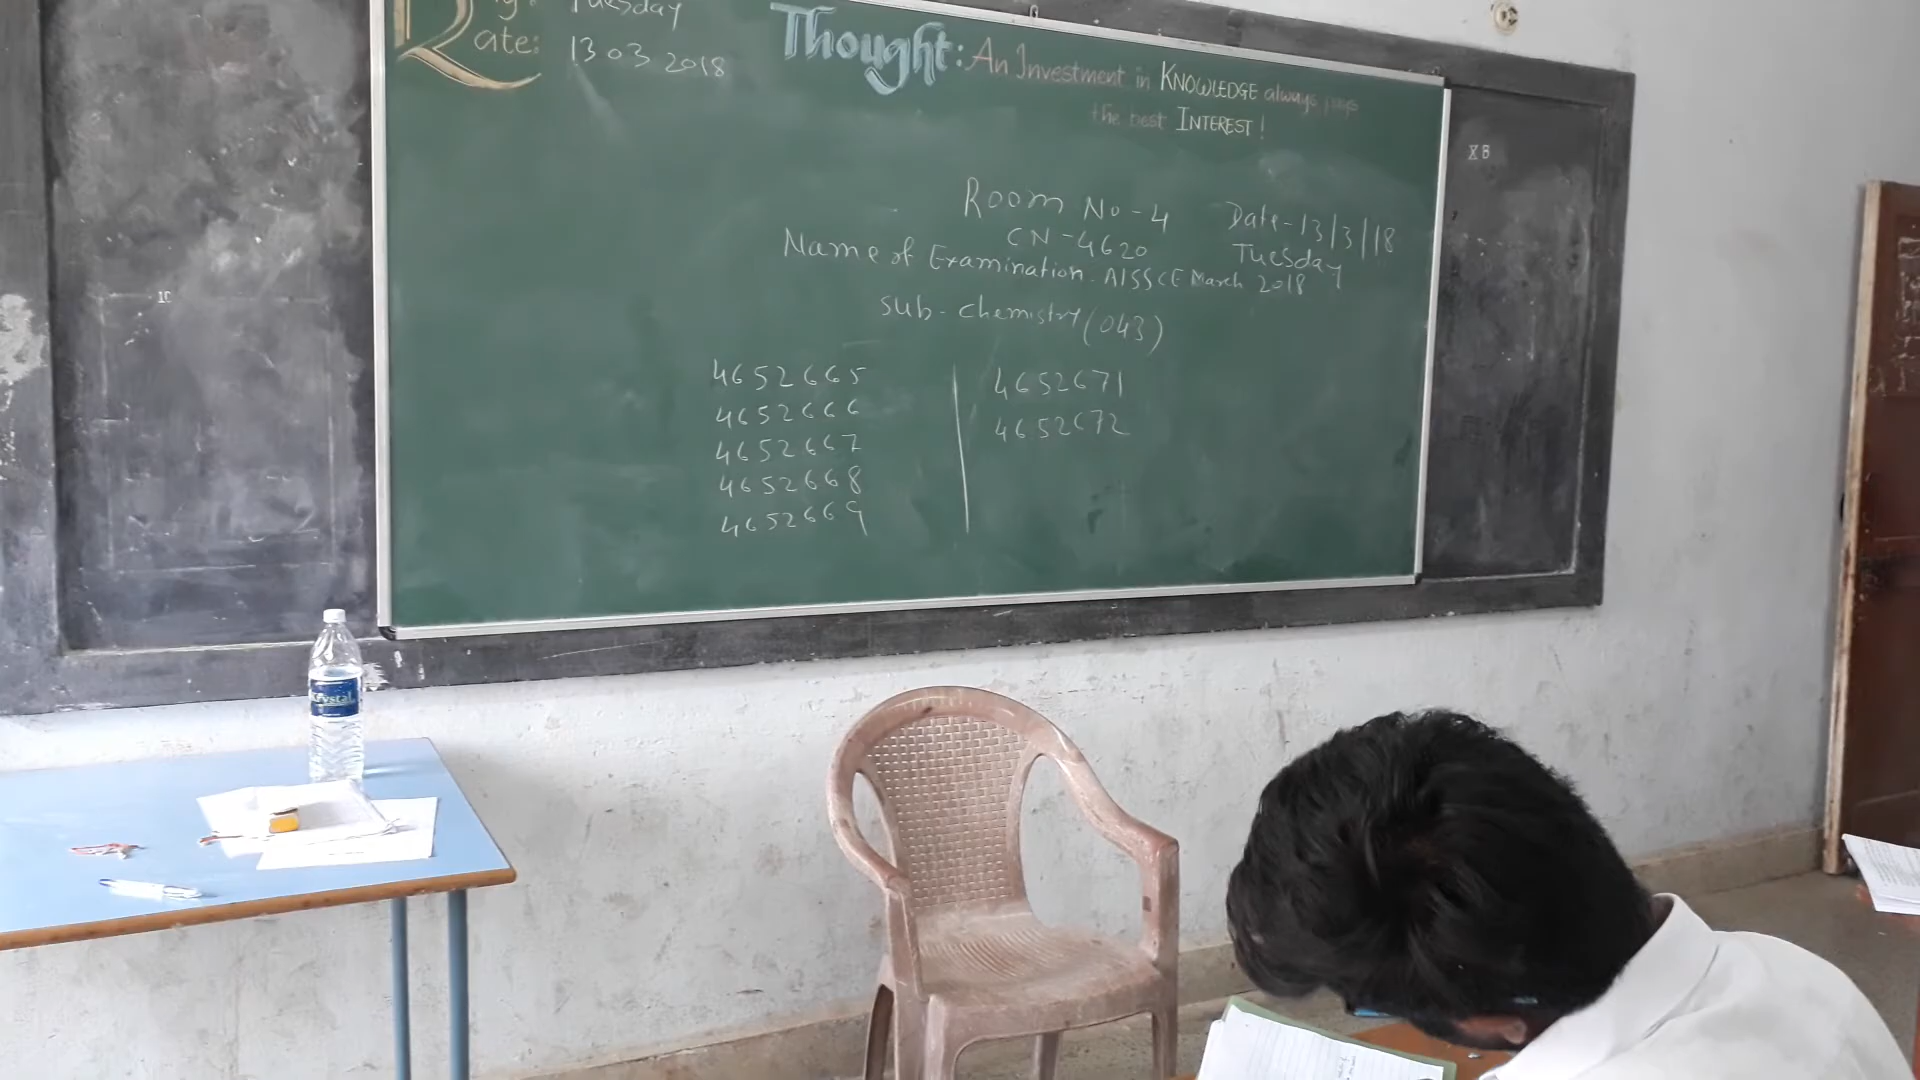 Tuesday
Date: 13 03 2018
Thought: An Investment in KNOWLEDGE always pays
the best INTEREST!
X B
Room No-4 Date-13/3/18
CN-4620 Tuesday
Name of Examination. AISSCE March 2018
Sub-Chemistry (043)
4652665 4652671
4652666 4652672
4652667
4652668
4652669
Krystal